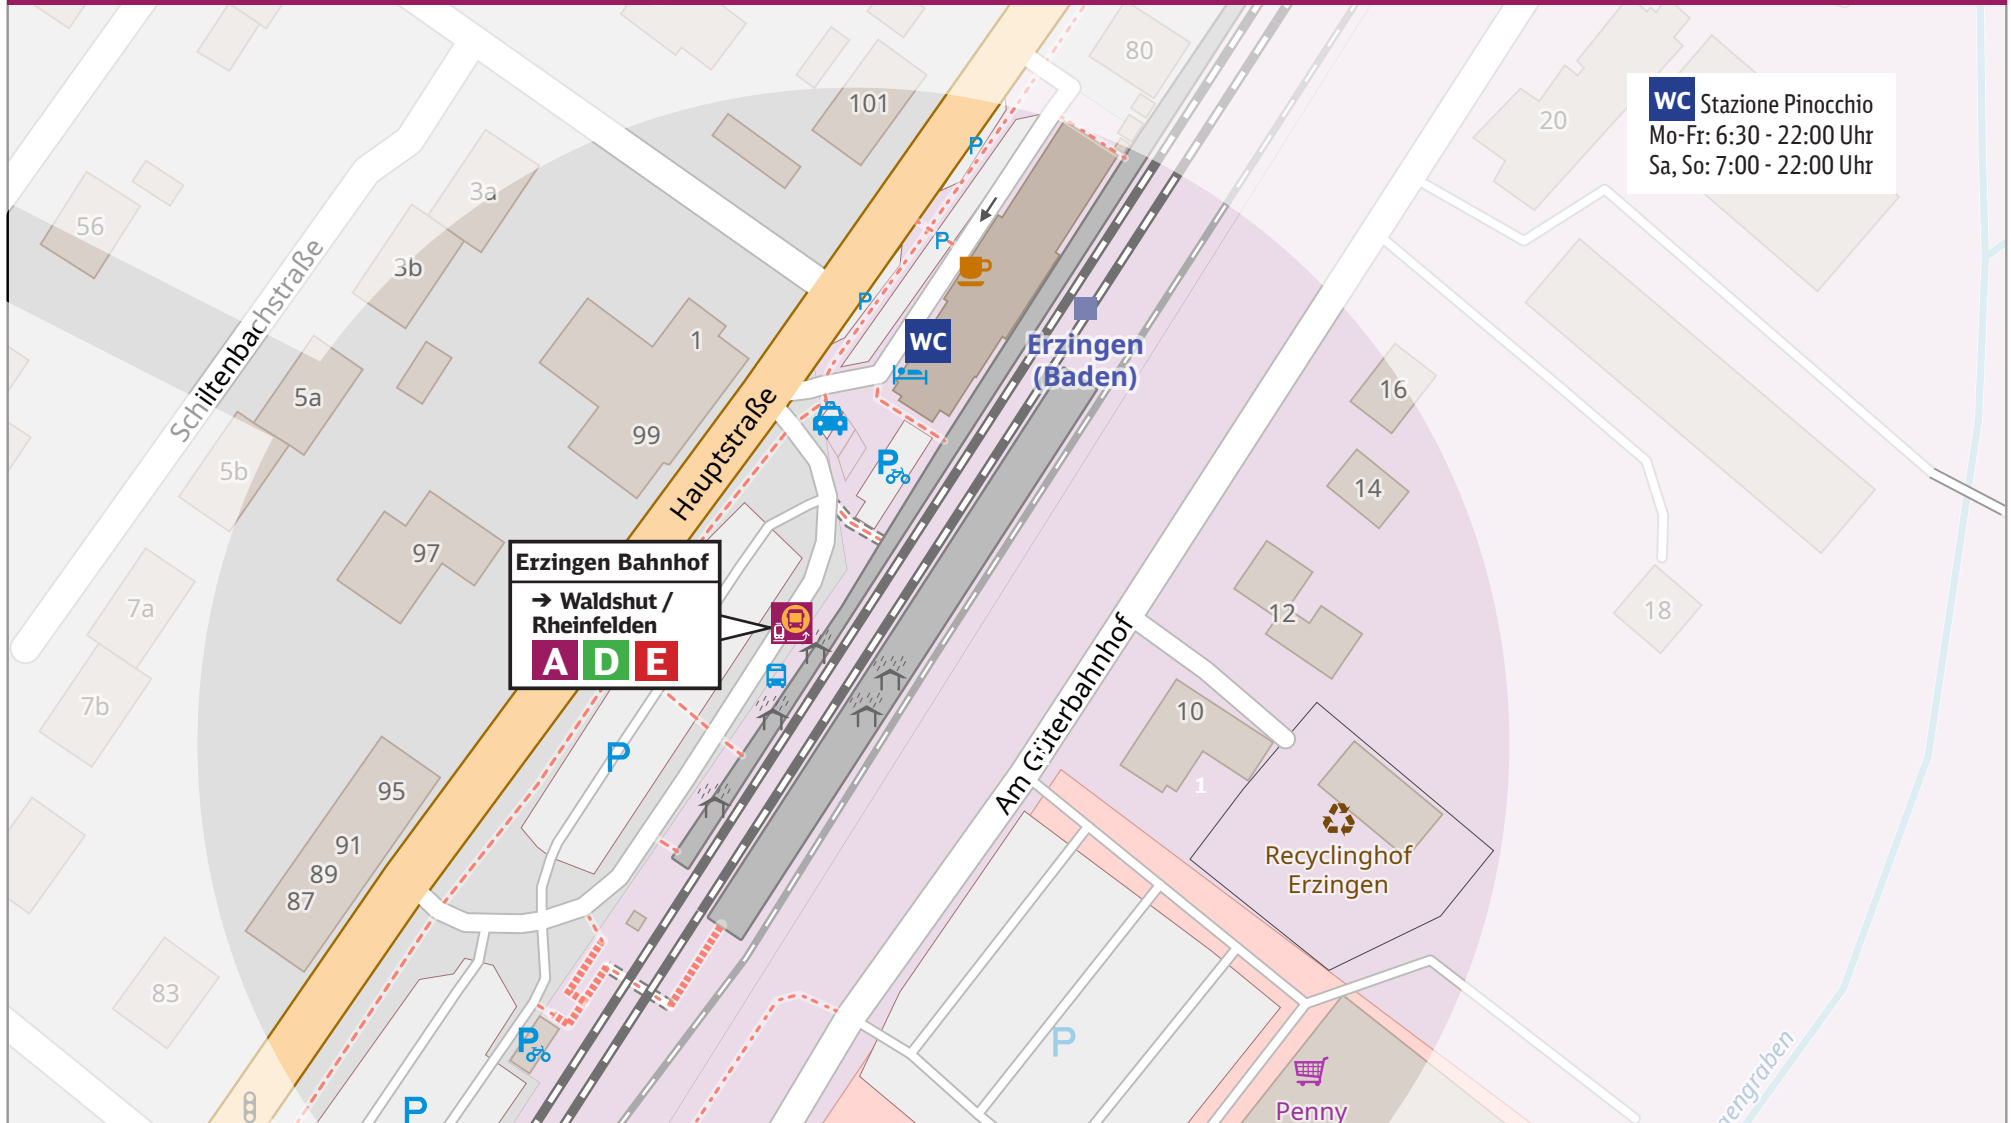 80
WC Stazione Pinocchio
Mo-Fr: 6:30 - 22:00 Uhr
Sa, So: 7:00 - 22:00 Uhr
101
20
P
3a
56
P
3b
Schiltenbachstraße
P
1
WC
Erzingen
(Baden)
5a
16
Hauptstraße
99
5b
P
14
97
Erzingen Bahnhof
➔ Waldshut /
Rheinfelden
A D E
7a
12
18
Am Güterbahnhof
7b
10
P
95
1
91
89
87
Recyclinghof
Erzingen
83
P
P
P
Penny
engraben